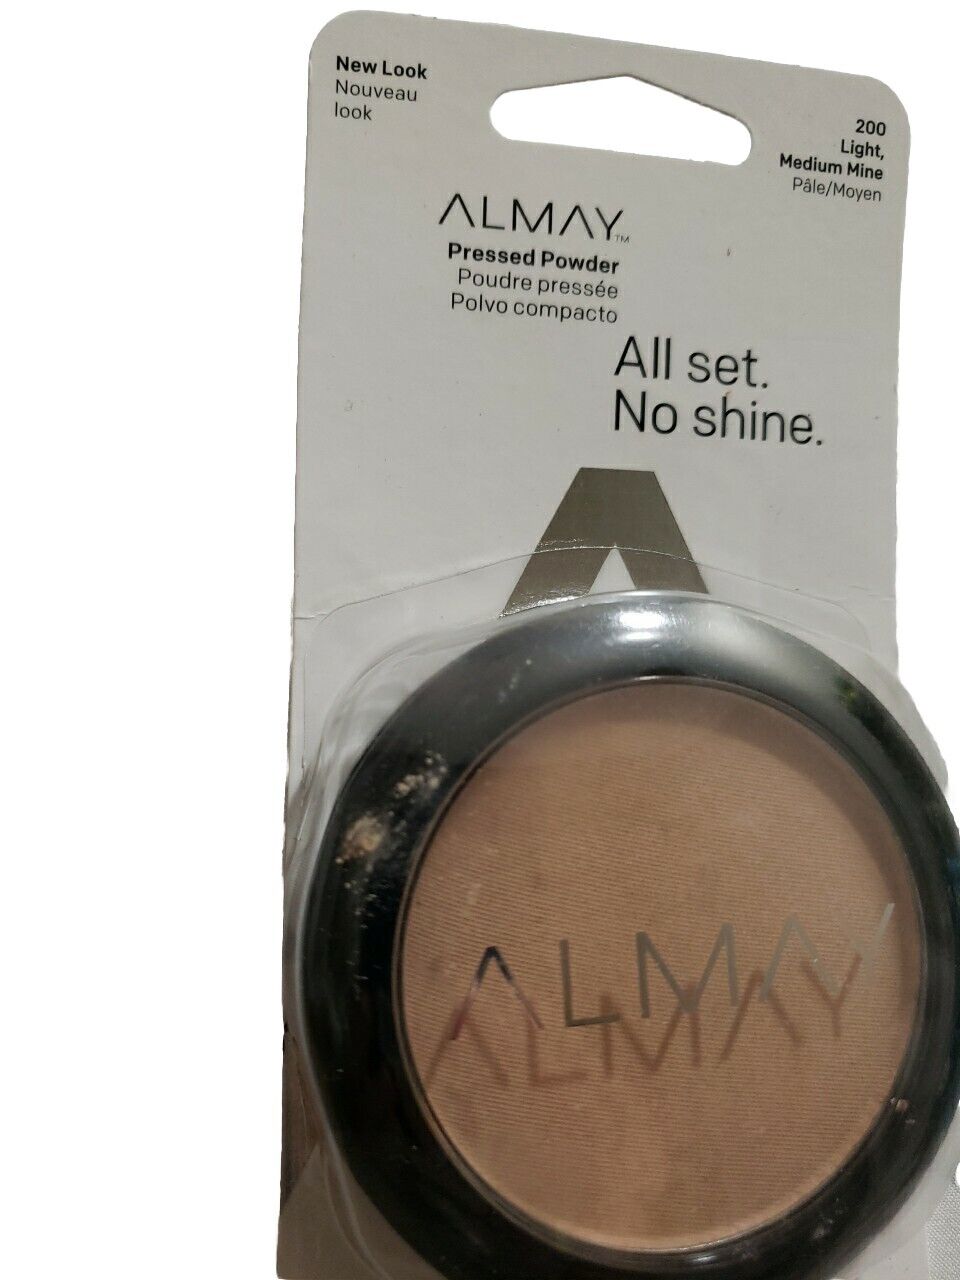 New Look
Nouveau
look
200
Light,
Medium Mine
Pâle/Moyen
ALMAY™
Pressed Powder
Poudre pressée
Polvo compacto
All set.
No shine.
ALMAY